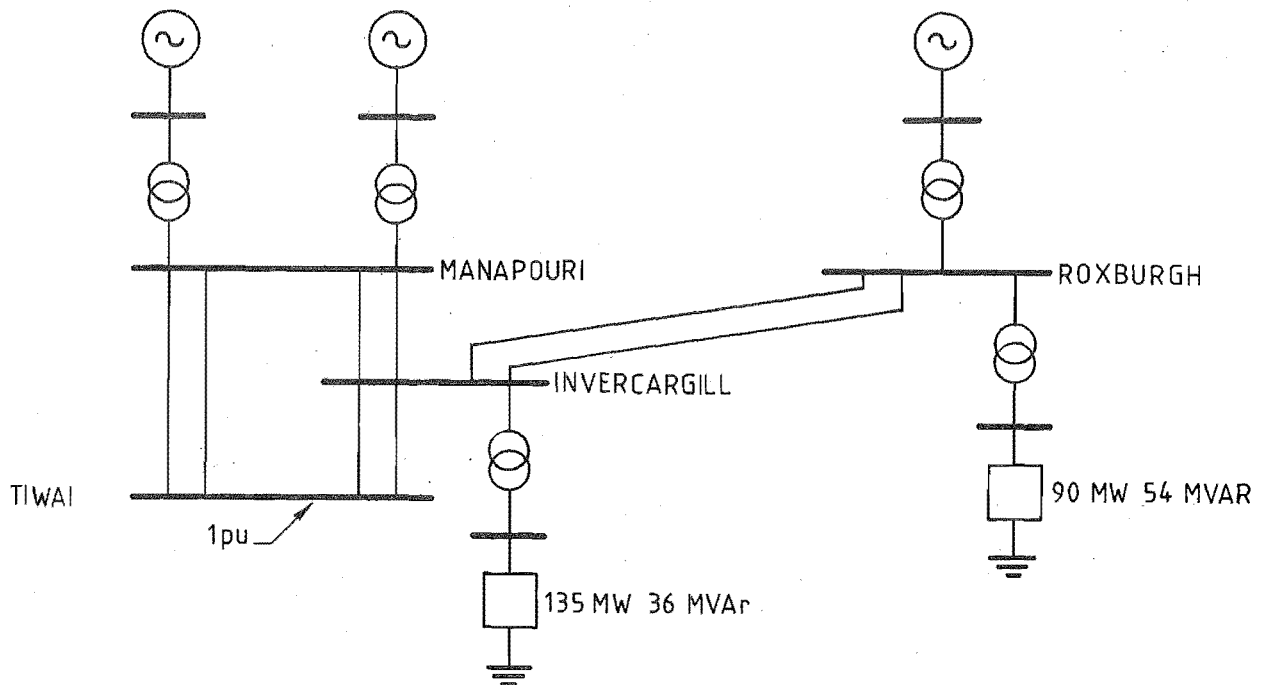 MANAPOURI
ROXBURGH
INVERCARGILL
TIWAI
1pu
90 MW 54 MVAR
135 MW 36 MVAr